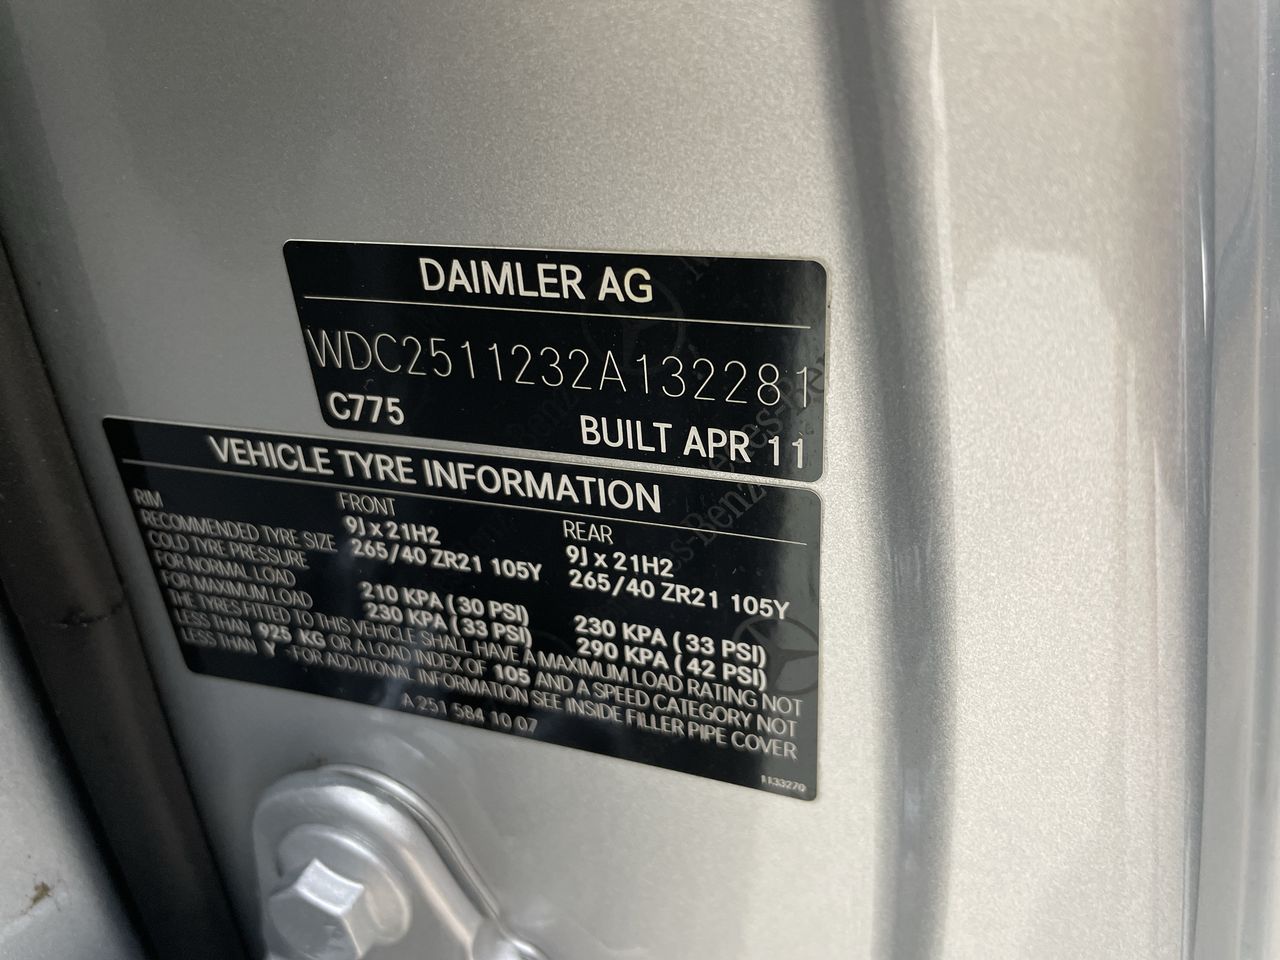 DAIMLER AG
WDC2511232A132281
C775
BUILT APR 11
VEHICLE TYRE INFORMATION
FRONT REAR
RIM 9J x 21H2 9J x 21H2
RECOMMENDED TYRE SIZE 265/40 ZR21 105Y 265/40 ZR21 105Y
COLD TYRE PRESSURE
FOR NORMAL LOAD 210 KPA (30 PSI) 230 KPA (33 PSI)
FOR MAXIMUM LOAD 230 KPA (33 PSI) 290 KPA (42 PSI)
THE TYRES FITTED TO THIS VEHICLE SHALL HAVE A MAXIMUM LOAD RATING NOT
LESS THAN 925 KG OR A LOAD INDEX OF 105 AND A SPEED CATEGORY NOT
LESS THAN Y FOR ADDITIONAL INFORMATION SEE INSIDE FILLER PIPE COVER
A 251 584 10 07
1133270